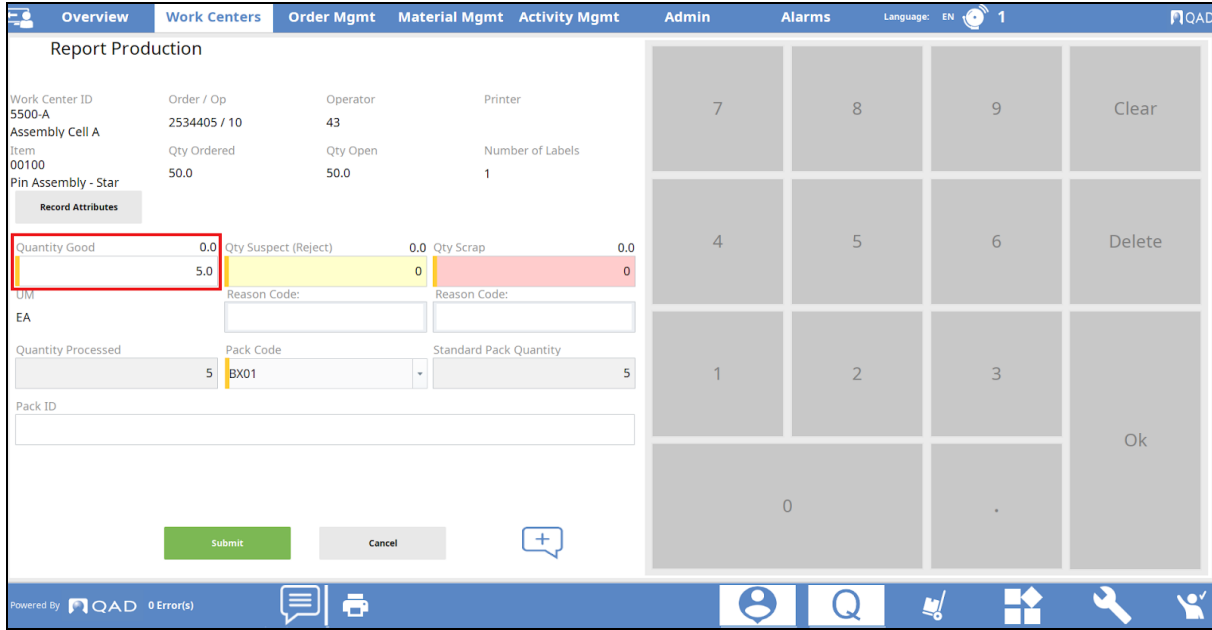 Overview Work Centers Order Mgmt Material Mgmt Activity Mgmt Admin Alarms Language: EN 1 QAD
Report Production
Work Center ID Order / Op Operator Printer
5500-A
2534405 / 10 43
Assembly Cell A
Item Qty Ordered Qty Open Number of Labels
00100
50.0 50.0 1
Pin Assembly - Star
Record Attributes
Quantity Good 0.0 Qty Suspect (Reject) 0.0 Qty Scrap 0.0
5.0 0 0
UM Reason Code: Reason Code:
EA
Quantity Processed Pack Code Standard Pack Quantity
5 BX01 5
Pack ID
Submit Cancel
7 8 9 Clear
4 5 6 Delete
1 2 3
Ok
0 .
Powered By QAD 0 Error(s) Q